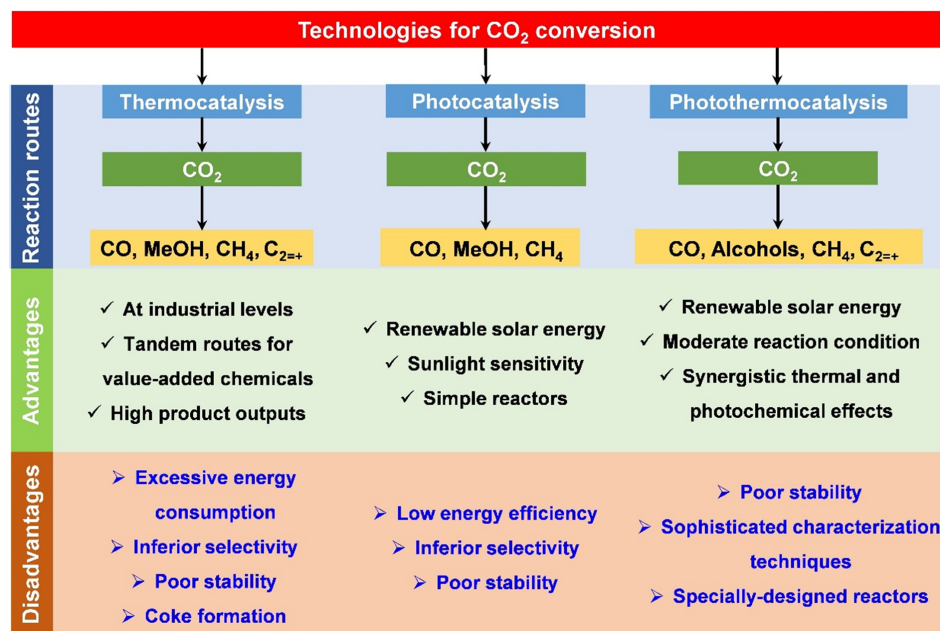 Technologies for CO₂ conversion
Reaction routes
Thermocatalysis
CO₂
CO, MeOH, CH₄, C₂₌₊
Photocatalysis
CO₂
CO, MeOH, CH₄
Photothermocatalysis
CO₂
CO, Alcohols, CH₄, C₂₌₊
Advantages
✓ At industrial levels
✓ Tandem routes for
value-added chemicals
✓ High product outputs
✓ Renewable solar energy
✓ Sunlight sensitivity
✓ Simple reactors
✓ Renewable solar energy
✓ Moderate reaction condition
✓ Synergistic thermal and
photochemical effects
Disadvantages
➢ Excessive energy
consumption
➢ Inferior selectivity
➢ Poor stability
➢ Coke formation
➢ Low energy efficiency
➢ Inferior selectivity
➢ Poor stability
➢ Poor stability
➢ Sophisticated characterization
techniques
➢ Specially-designed reactors